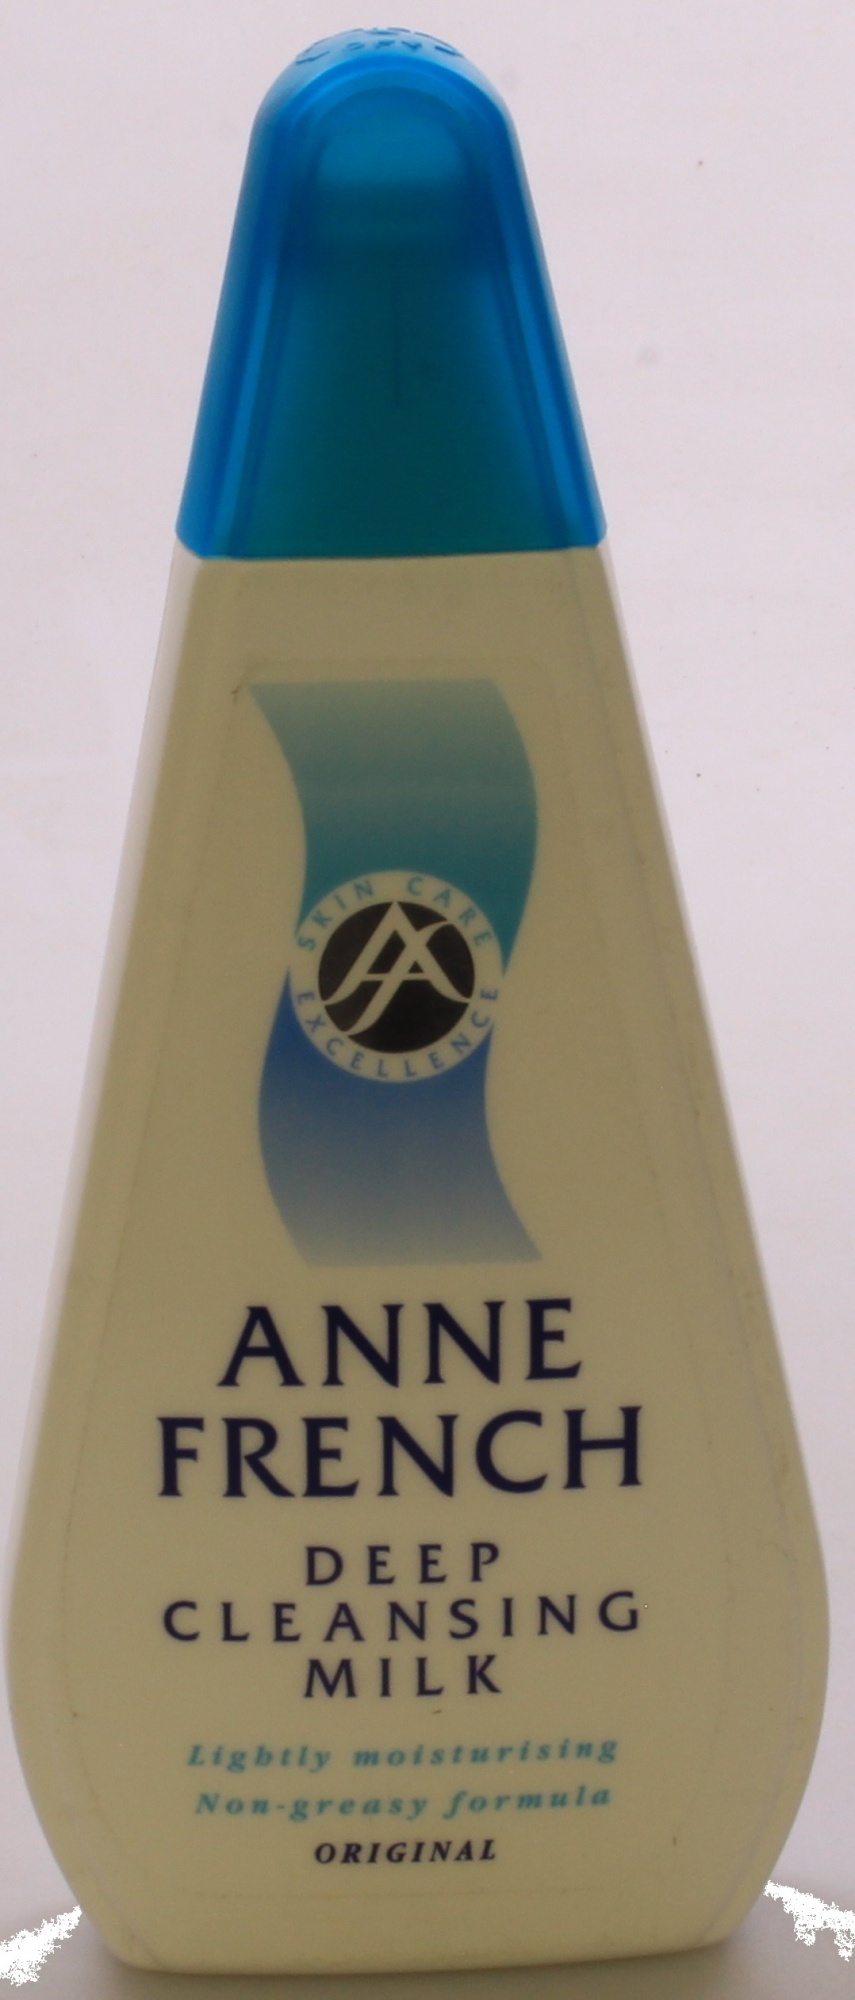 SKIN CARE
EXCELLENCE
ANNE
FRENCH
DEEP
CLEANSING
MILK
Lightly moisturising
Non-greasy formula
ORIGINAL